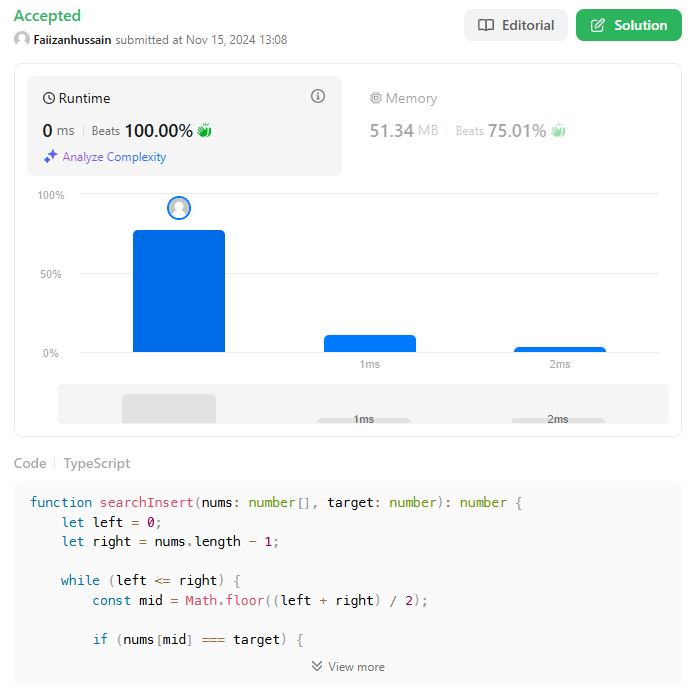 Accepted
Editorial
Solution
Faiizanhussain submitted at Nov 15, 2024 13:08
Runtime
0 ms | Beats 100.00%
Analyze Complexity
Memory
51.34 MB | Beats 75.01%
100%
50%
0%
1ms
2ms
1ms
2ms
Code | TypeScript
function searchInsert(nums: number[], target: number): number {
    let left = 0;
    let right = nums.length - 1;
    while (left <= right) {
        const mid = Math.floor((left + right) / 2);
        if (nums[mid] === target) {
View more